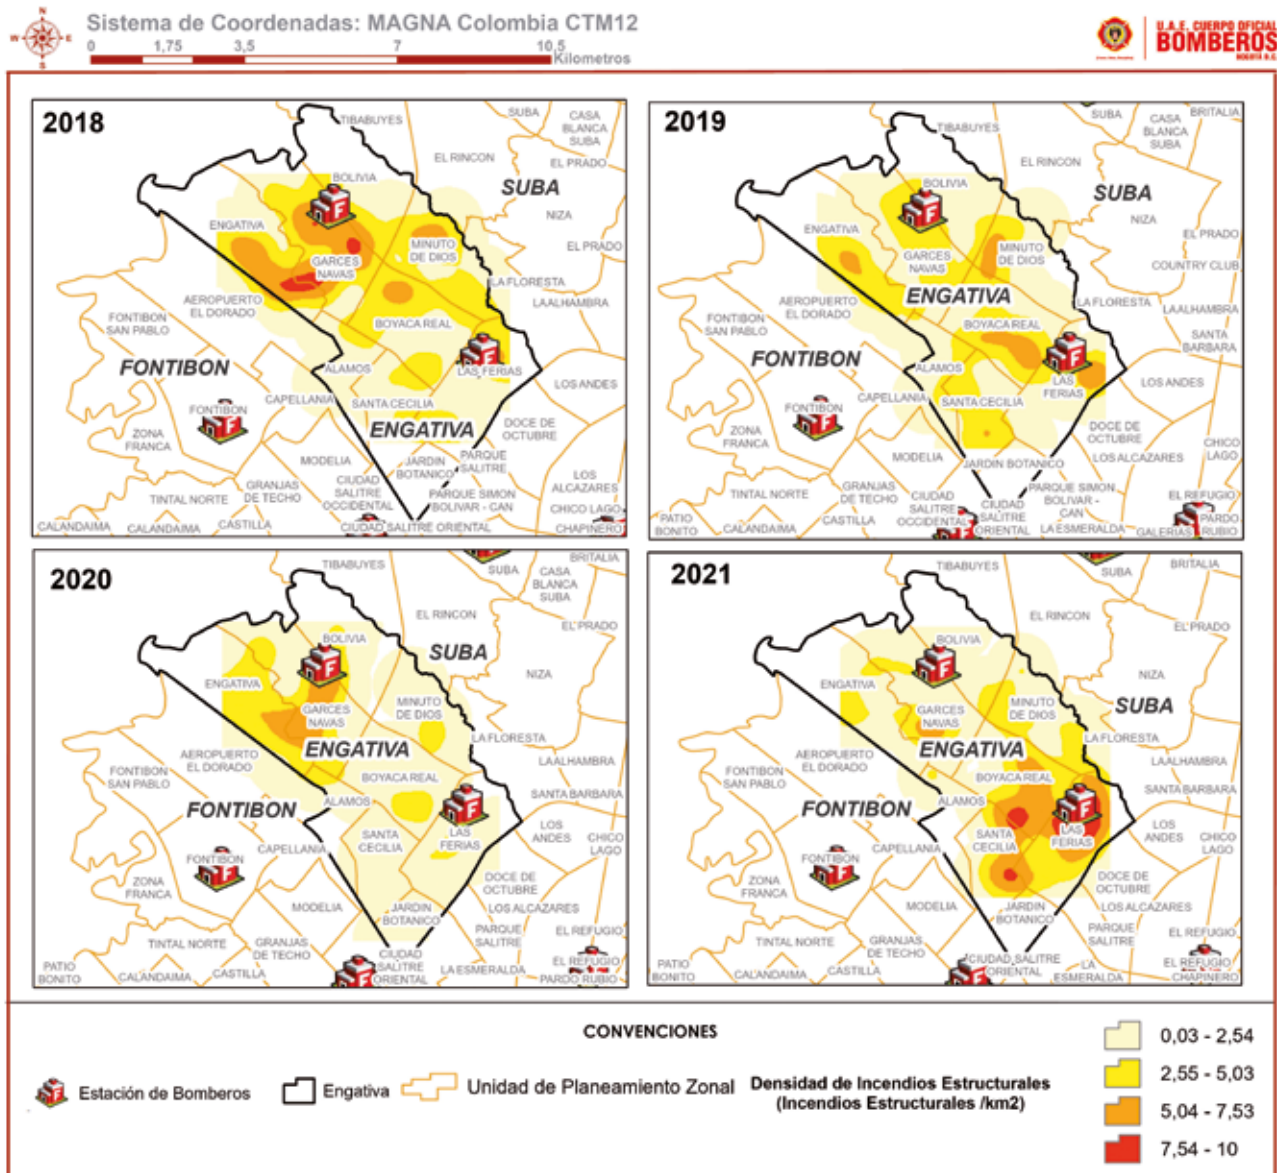 N
W
E
S
Sistema de Coordenadas: MAGNA Colombia CTM12
0 1,75 3,5 7 10,5
Kilometros
U.A.E. CUERPO OFICIAL
BOMBEROS
BOGOTÁ D.C.
2018
TIBABUYES
SUBA
CASA
BLANCA
SUBA
EL RINCON
EL PRADO
BOLIVIA
SUBA
NIZA
ENGATIVA
MINUTO
DE DIOS
EL PRADO
GARCES
NAVAS
LA FLORESTA
AEROPUERTO
EL DORADO
LA ALHAMBRA
FONTIBON
SAN PABLO
BOYACA REAL
FONTIBON
ALAMOS
LAS FERIAS
LOS ANDES
CAPELLANIA
SANTA CECILIA
FONTIBON
ENGATIVA
DOCE DE
OCTUBRE
ZONA
FRANCA
MODELIA
JARDIN
BOTANICO
PARQUE
SALITRE
GRANJAS
DE TECHO
CIUDAD
SALITRE
OCCIDENTAL
LOS
ALCAZARES
TINTAL NORTE
PARQUE SIMON
BOLIVAR - CAN
CHICO LAGO
CALANDAIMA
CALANDAIMA
CASTILLA
CIUDAD SALITRE ORIENTAL
CHAPINERO
2019
TIBABUYES
SUBA
BRITALIA
CASA
BLANCA
SUBA
EL RINCON
BOLIVIA
SUBA
NIZA
ENGATIVA
MINUTO
DE DIOS
EL PRADO
GARCES
NAVAS
COUNTRY CLUB
ENGATIVA
LA FLORESTA
AEROPUERTO
EL DORADO
LA ALHAMBRA
FONTIBON
SAN PABLO
BOYACA REAL
SANTA
BARBARA
FONTIBON
ALAMOS
LAS
FERIAS
LOS ANDES
CAPELLANIA
SANTA CECILIA
FONTIBON
DOCE DE
OCTUBRE
ZONA
FRANCA
CHICO
LAGO
MODELIA
JARDIN BOTANICO
LOS ALCAZARES
GRANJAS
DE TECHO
TINTAL NORTE
CIUDAD
SALITRE
OCCIDENTAL
CIUDAD
SALITRE
ORIENTAL
PARQUE SIMON
BOLIVAR -
CAN
EL REFUGIO
PATIO
BONITO
CALANDAIMA
CASTILLA
LA ESMERALDA
GALERIAS
PARDO
RUBIO
2020
TIBABUYES
SUBA
BRITALIA
CASA
BLANCA
SUBA
EL RINCON
EL PRADO
BOLIVIA
SUBA
NIZA
ENGATIVA
MINUTO
DE DIOS
GARCES
NAVAS
LA FLORESTA
ENGATIVA
AEROPUERTO
EL DORADO
LA ALHAMBRA
FONTIBON
SAN PABLO
BOYACA REAL
SANTA BARBARA
FONTIBON
ALAMOS
SANTA
CECILIA
LAS
FERIAS
LOS
ANDES
CHICO
LAGO
CAPELLANIA
FONTIBON
DOCE DE
OCTUBRE
ZONA
FRANCA
MODELIA
JARDIN
BOTANICO
LOS ALCAZARES
PARQUE
SALITRE
EL REFUGIO
TINTAL NORTE
GRANJAS
DE TECHO
CIUDAD
SALITRE
ORIENTAL
EL REFUGIO
PATIO
BONITO
CALANDAIMA
CASTILLA
LA ESMERALDA
PARDO RUBIO
2021
TIBABUYES
SUBA
BRITALIA
EL RINCON
EL PRADO
BOLIVIA
NIZA
ENGATIVA
MINUTO
DE DIOS
SUBA
GARCES
NAVAS
LA FLORESTA
ENGATIVA
AEROPUERTO
EL DORADO
LA ALHAMBRA
FONTIBON
SAN PABLO
BOYACA REAL
SANTA BARBARA
FONTIBON
ALAMOS
SANTA
CECILIA
LAS
FERIAS
LOS
ANDES
CHICO
LAGO
CAPELLANIA
FONTIBON
DOCE DE
OCTUBRE
ZONA
FRANCA
MODELIA
JARDIN
BOTANICO
LOS ALCAZARES
PARQUE
SALITRE
EL REFUGIO
TINTAL NORTE
GRANJAS
DE TECHO
CIUDAD SALITRE
ORIENTAL
EL REFUGIO
PATIO
BONITO
CALANDAIMA
CASTILLA
LA
ESMERALDA
CHAPINERO
CONVENCIONES
Estación de Bomberos
Engativa
Unidad de Planeamiento Zonal
Densidad de Incendios Estructurales
(Incendios Estructurales /km2)
0,03 - 2,54
2,55 - 5,03
5,04 - 7,53
7,54 - 10